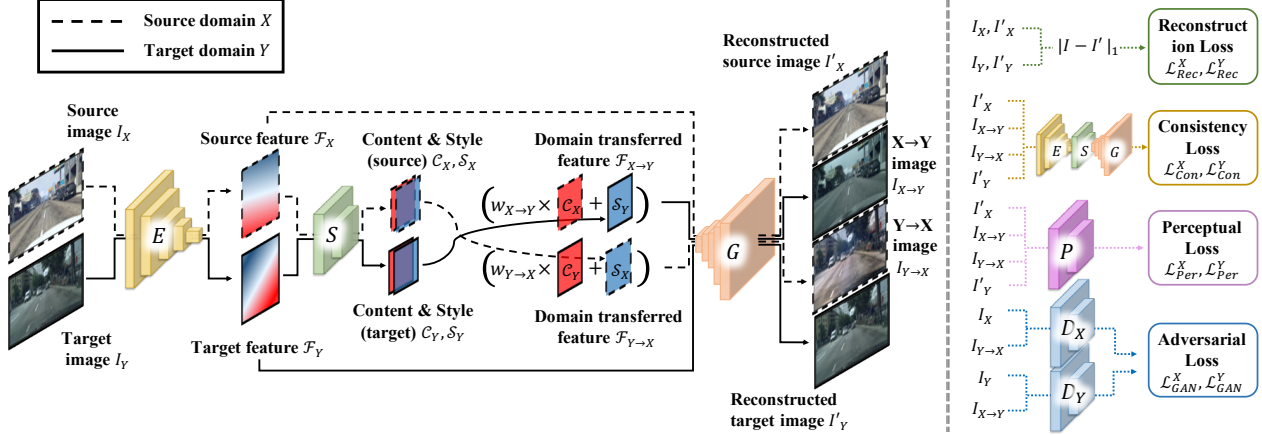 Source domain X
Target domain Y
Source
image I_X
Target
image I_Y
E
Source feature ℱ_X
Target feature ℱ_Y
S
Content & Style
(source) 𝒞_X, 𝒮_X
Content & Style
(target) 𝒞_Y, 𝒮_Y
Domain transferred
feature ℱ_{X→Y}
(w_{X→Y} × 𝒞_X + 𝒮_Y)
(w_{Y→X} × 𝒞_Y + 𝒮_X)
Domain transferred
feature ℱ_{Y→X}
G
Reconstructed
source image I'_X
X→Y
image
I_{X→Y}
Y→X
image
I_{Y→X}
Reconstructed
target image I'_Y
I_X, I'_X
I_Y, I'_Y
|I − I'|_1
Reconstruct
ion Loss
ℒ^X_{Rec}, ℒ^Y_{Rec}
I'_X
I_{X→Y}
I_{Y→X}
I'_Y
E
S
G
Consistency
Loss
ℒ^X_{Con}, ℒ^Y_{Con}
I'_X
I_{X→Y}
I_{Y→X}
I'_Y
P
Perceptual
Loss
ℒ^X_{Per}, ℒ^Y_{Per}
I_X
I_{Y→X}
D_X
I_Y
I_{X→Y}
D_Y
Adversarial
Loss
ℒ^X_{GAN}, ℒ^Y_{GAN}